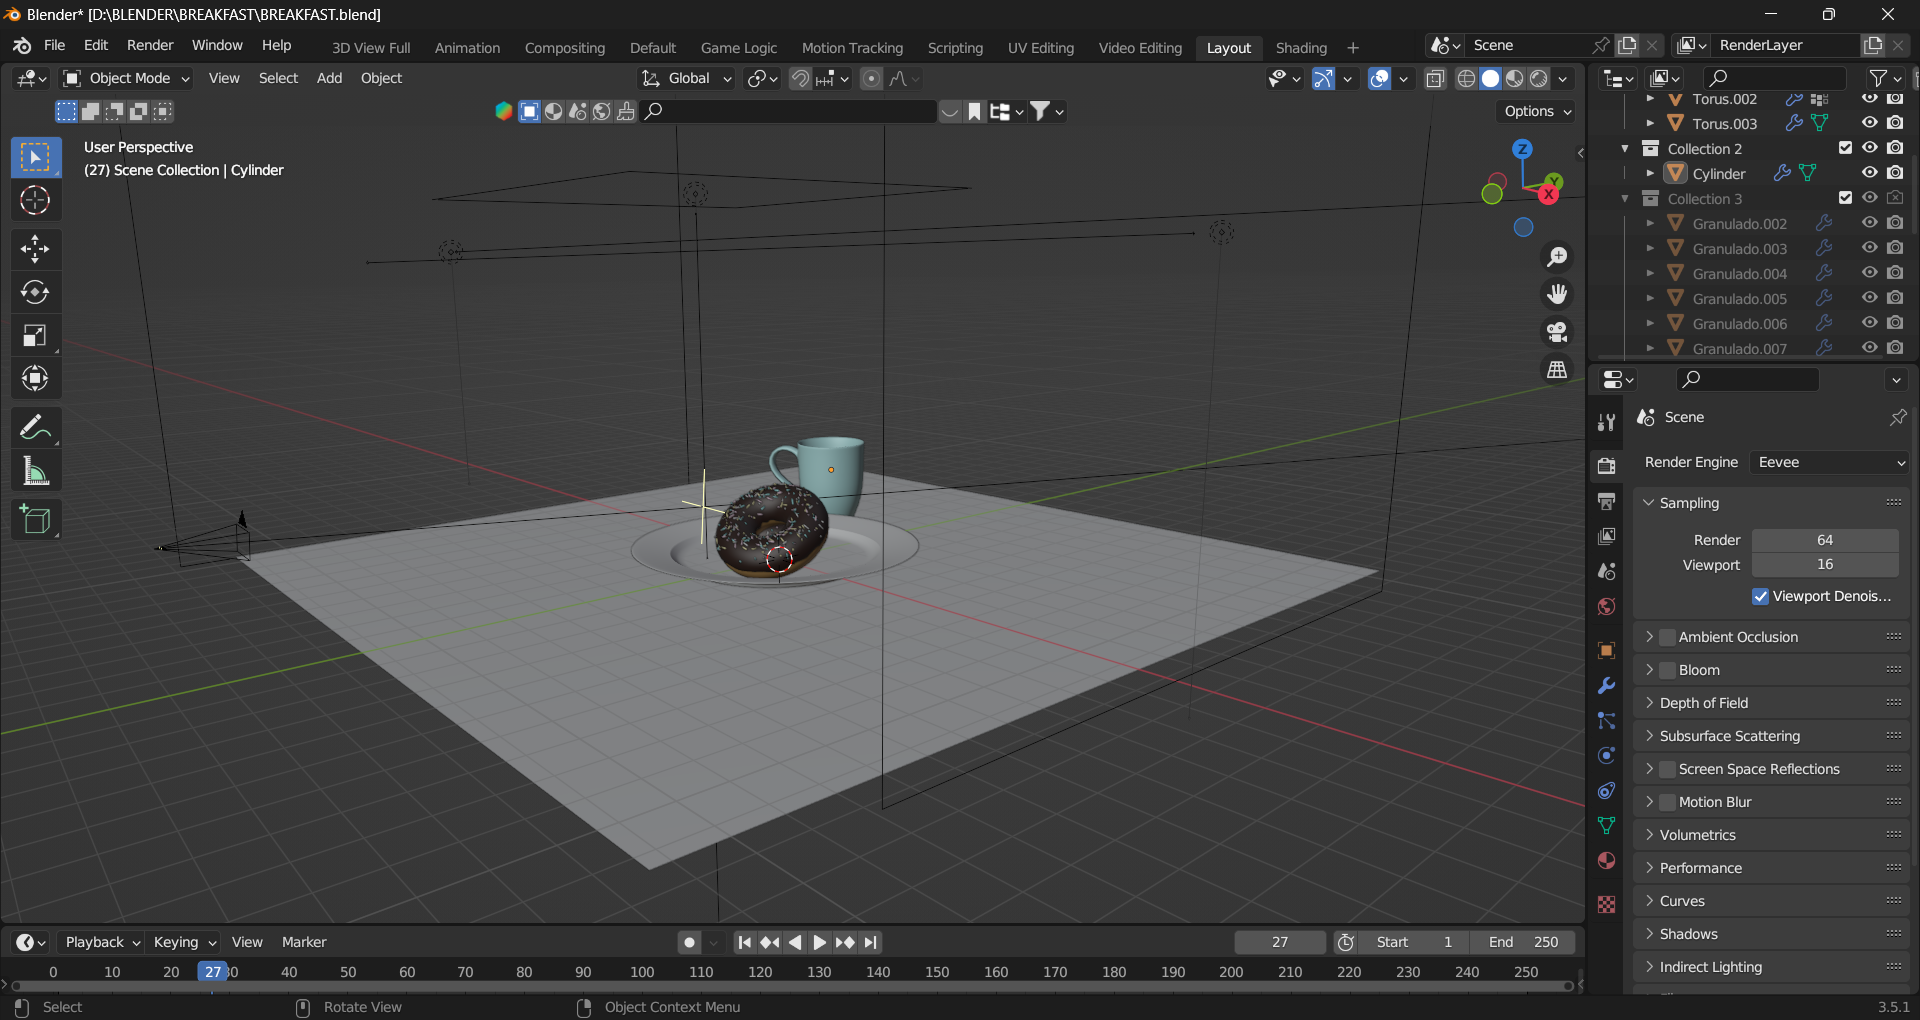 Blender* [D:\BLENDER\BREAKFAST\BREAKFAST.blend]
File Edit Render Window Help 3D View Full Animation Compositing Default Game Logic Motion Tracking Scripting UV Editing Video Editing Layout Shading + Scene RenderLayer
Object Mode View Select Add Object Global
Options
User Perspective
(27) Scene Collection | Cylinder
Z
Y
X
Torus.002
Torus.003
Collection 2
Cylinder
Collection 3
Granulado.002
Granulado.003
Granulado.004
Granulado.005
Granulado.006
Granulado.007
Scene
Render Engine Eevee
Sampling
Render 64
Viewport 16
Viewport Denois...
Ambient Occlusion
Bloom
Depth of Field
Subsurface Scattering
Screen Space Reflections
Motion Blur
Volumetrics
Performance
Curves
Shadows
Indirect Lighting
Playback Keying View Marker 27 Start 1 End 250
0 10 20 27 30 40 50 60 70 80 90 100 110 120 130 140 150 160 170 180 190 200 210 220 230 240 250
Select Rotate View Object Context Menu 3.5.1